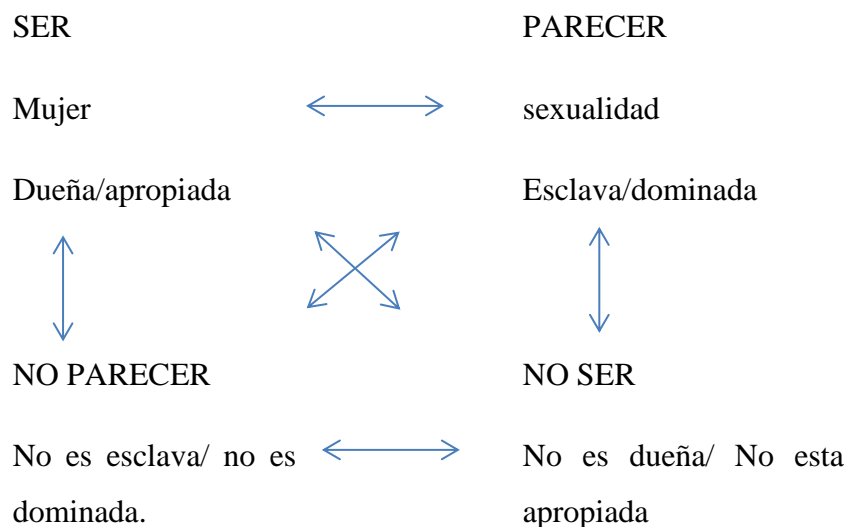 SER PARECER
Mujer sexualidad
Dueña/apropiada Esclava/dominada
NO PARECER NO SER
No es esclava/ no es No es dueña/ No esta
dominada. apropiada